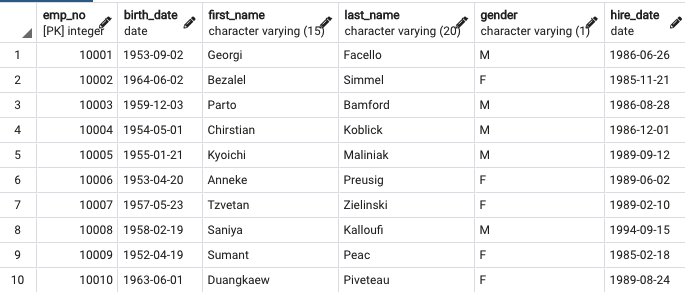 emp_no birth_date first_name last_name gender hire_date
[PK] integer date character varying (15) character varying (20) character varying (1) date
1 10001 1953-09-02 Georgi Facello M 1986-06-26
2 10002 1964-06-02 Bezalel Simmel F 1985-11-21
3 10003 1959-12-03 Parto Bamford M 1986-08-28
4 10004 1954-05-01 Chirstian Koblick M 1986-12-01
5 10005 1955-01-21 Kyoichi Maliniak M 1989-09-12
6 10006 1953-04-20 Anneke Preusig F 1989-06-02
7 10007 1957-05-23 Tzvetan Zielinski F 1989-02-10
8 10008 1958-02-19 Saniya Kalloufi M 1994-09-15
9 10009 1952-04-19 Sumant Peac F 1985-02-18
10 10010 1963-06-01 Duangkaew Piveteau F 1989-08-24